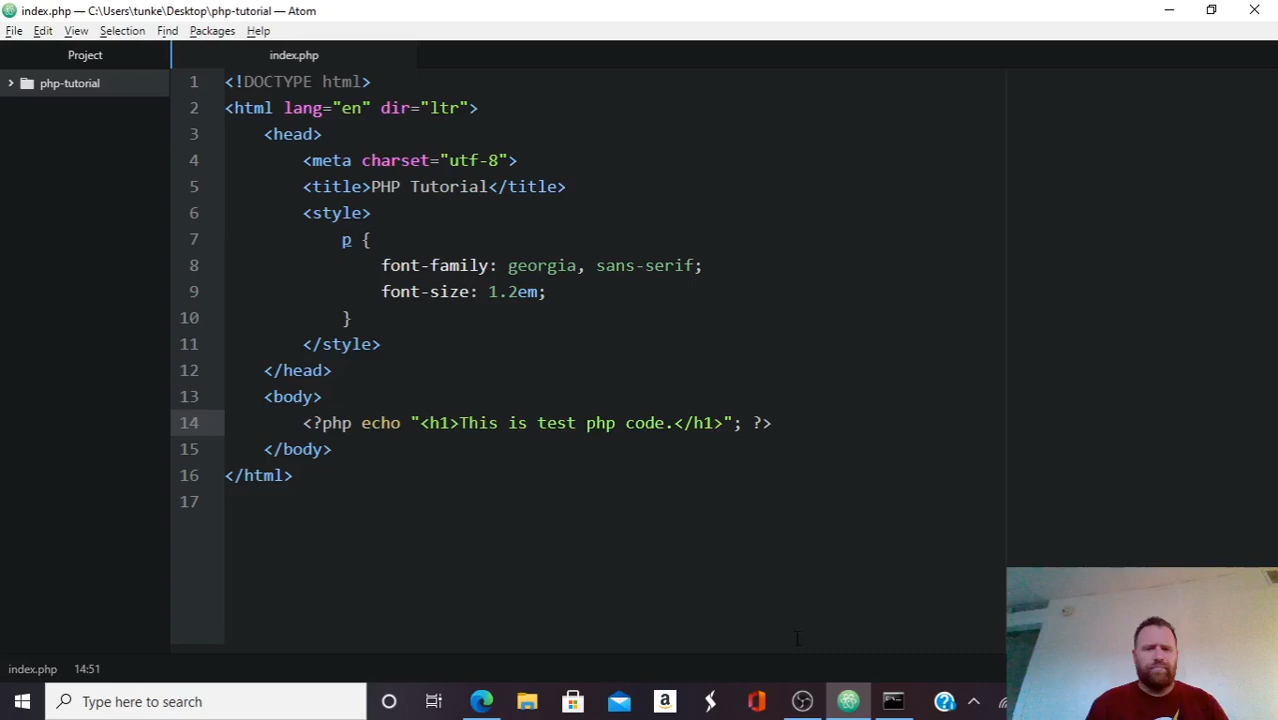 index.php — C:\Users\tunke\Desktop\php-tutorial — Atom
File Edit View Selection Find Packages Help
Project
index.php
php-tutorial
1 <!DOCTYPE html>
2 <html lang="en" dir="ltr">
3 <head>
4 <meta charset="utf-8">
5 <title>PHP Tutorial</title>
6 <style>
7 p {
8 font-family: georgia, sans-serif;
9 font-size: 1.2em;
10 }
11 </style>
12 </head>
13 <body>
14 <?php echo "<h1>This is test php code.</h1>"; ?>
15 </body>
16 </html>
17
index.php 14:51
Type here to search